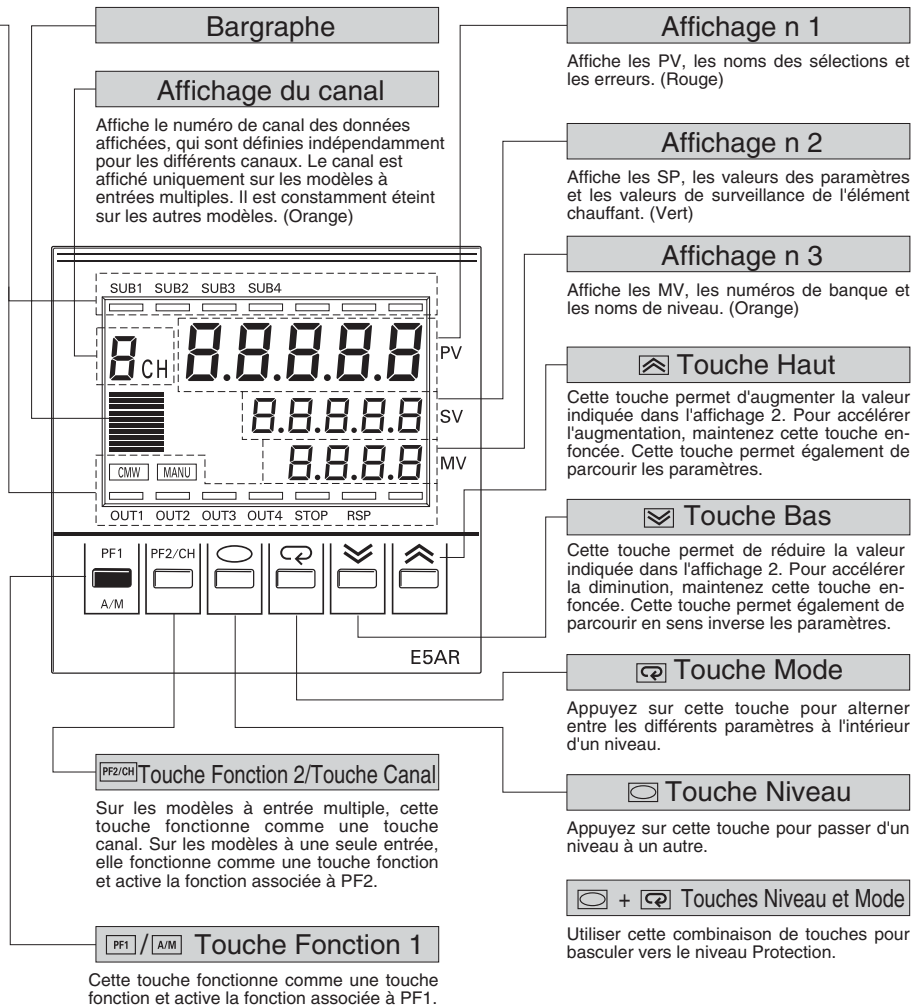 Bargraphe
Affichage du canal
Affiche le numéro de canal des données
affichées, qui sont définies indépendamment
pour les différents canaux. Le canal est
affiché uniquement sur les modèles à
entrées multiples. Il est constamment éteint
sur les autres modèles. (Orange)
SUB1 SUB2 SUB3 SUB4
8 CH 8.8.8.8.8 PV
8.8.8.8.8 SV
8.8.8.8 MV
CMW MANU
OUT1 OUT2 OUT3 OUT4 STOP RSP
PF1 PF2/CH
A/M
E5AR
PF2/CH Touche Fonction 2/Touche Canal
Sur les modèles à entrée multiple, cette
touche fonctionne comme une touche
canal. Sur les modèles à une seule entrée,
elle fonctionne comme une touche fonction
et active la fonction associée à PF2.
PF1 / A/M Touche Fonction 1
Cette touche fonctionne comme une touche
fonction et active la fonction associée à PF1.
Affichage n 1
Affiche les PV, les noms des sélections et
les erreurs. (Rouge)
Affichage n 2
Affiche les SP, les valeurs des paramètres
et les valeurs de surveillance de l'élément
chauffant. (Vert)
Affichage n 3
Affiche les MV, les numéros de banque et
les noms de niveau. (Orange)
Touche Haut
Cette touche permet d'augmenter la valeur
indiquée dans l'affichage 2. Pour accélérer
l'augmentation, maintenez cette touche en-
foncée. Cette touche permet également de
parcourir les paramètres.
Touche Bas
Cette touche permet de réduire la valeur
indiquée dans l'affichage 2. Pour accélérer
la diminution, maintenez cette touche en-
foncée. Cette touche permet également de
parcourir en sens inverse les paramètres.
Touche Mode
Appuyez sur cette touche pour alterner
entre les différents paramètres à l'intérieur
d'un niveau.
Touche Niveau
Appuyez sur cette touche pour passer d'un
niveau à un autre.
+ Touches Niveau et Mode
Utiliser cette combinaison de touches pour
basculer vers le niveau Protection.